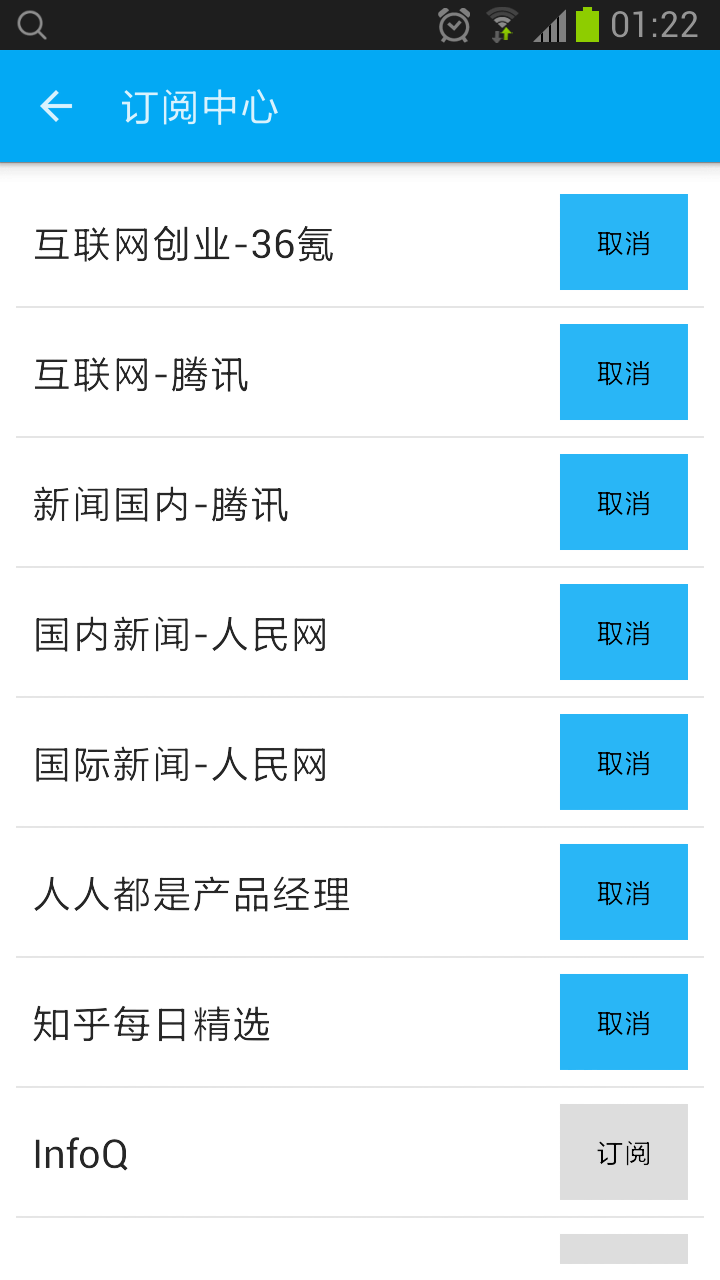 01:22
订阅中心
互联网创业-36氪
取消
互联网-腾讯
取消
新闻国内-腾讯
取消
国内新闻-人民网
取消
国际新闻-人民网
取消
人人都是产品经理
取消
知乎每日精选
取消
InfoQ
订阅